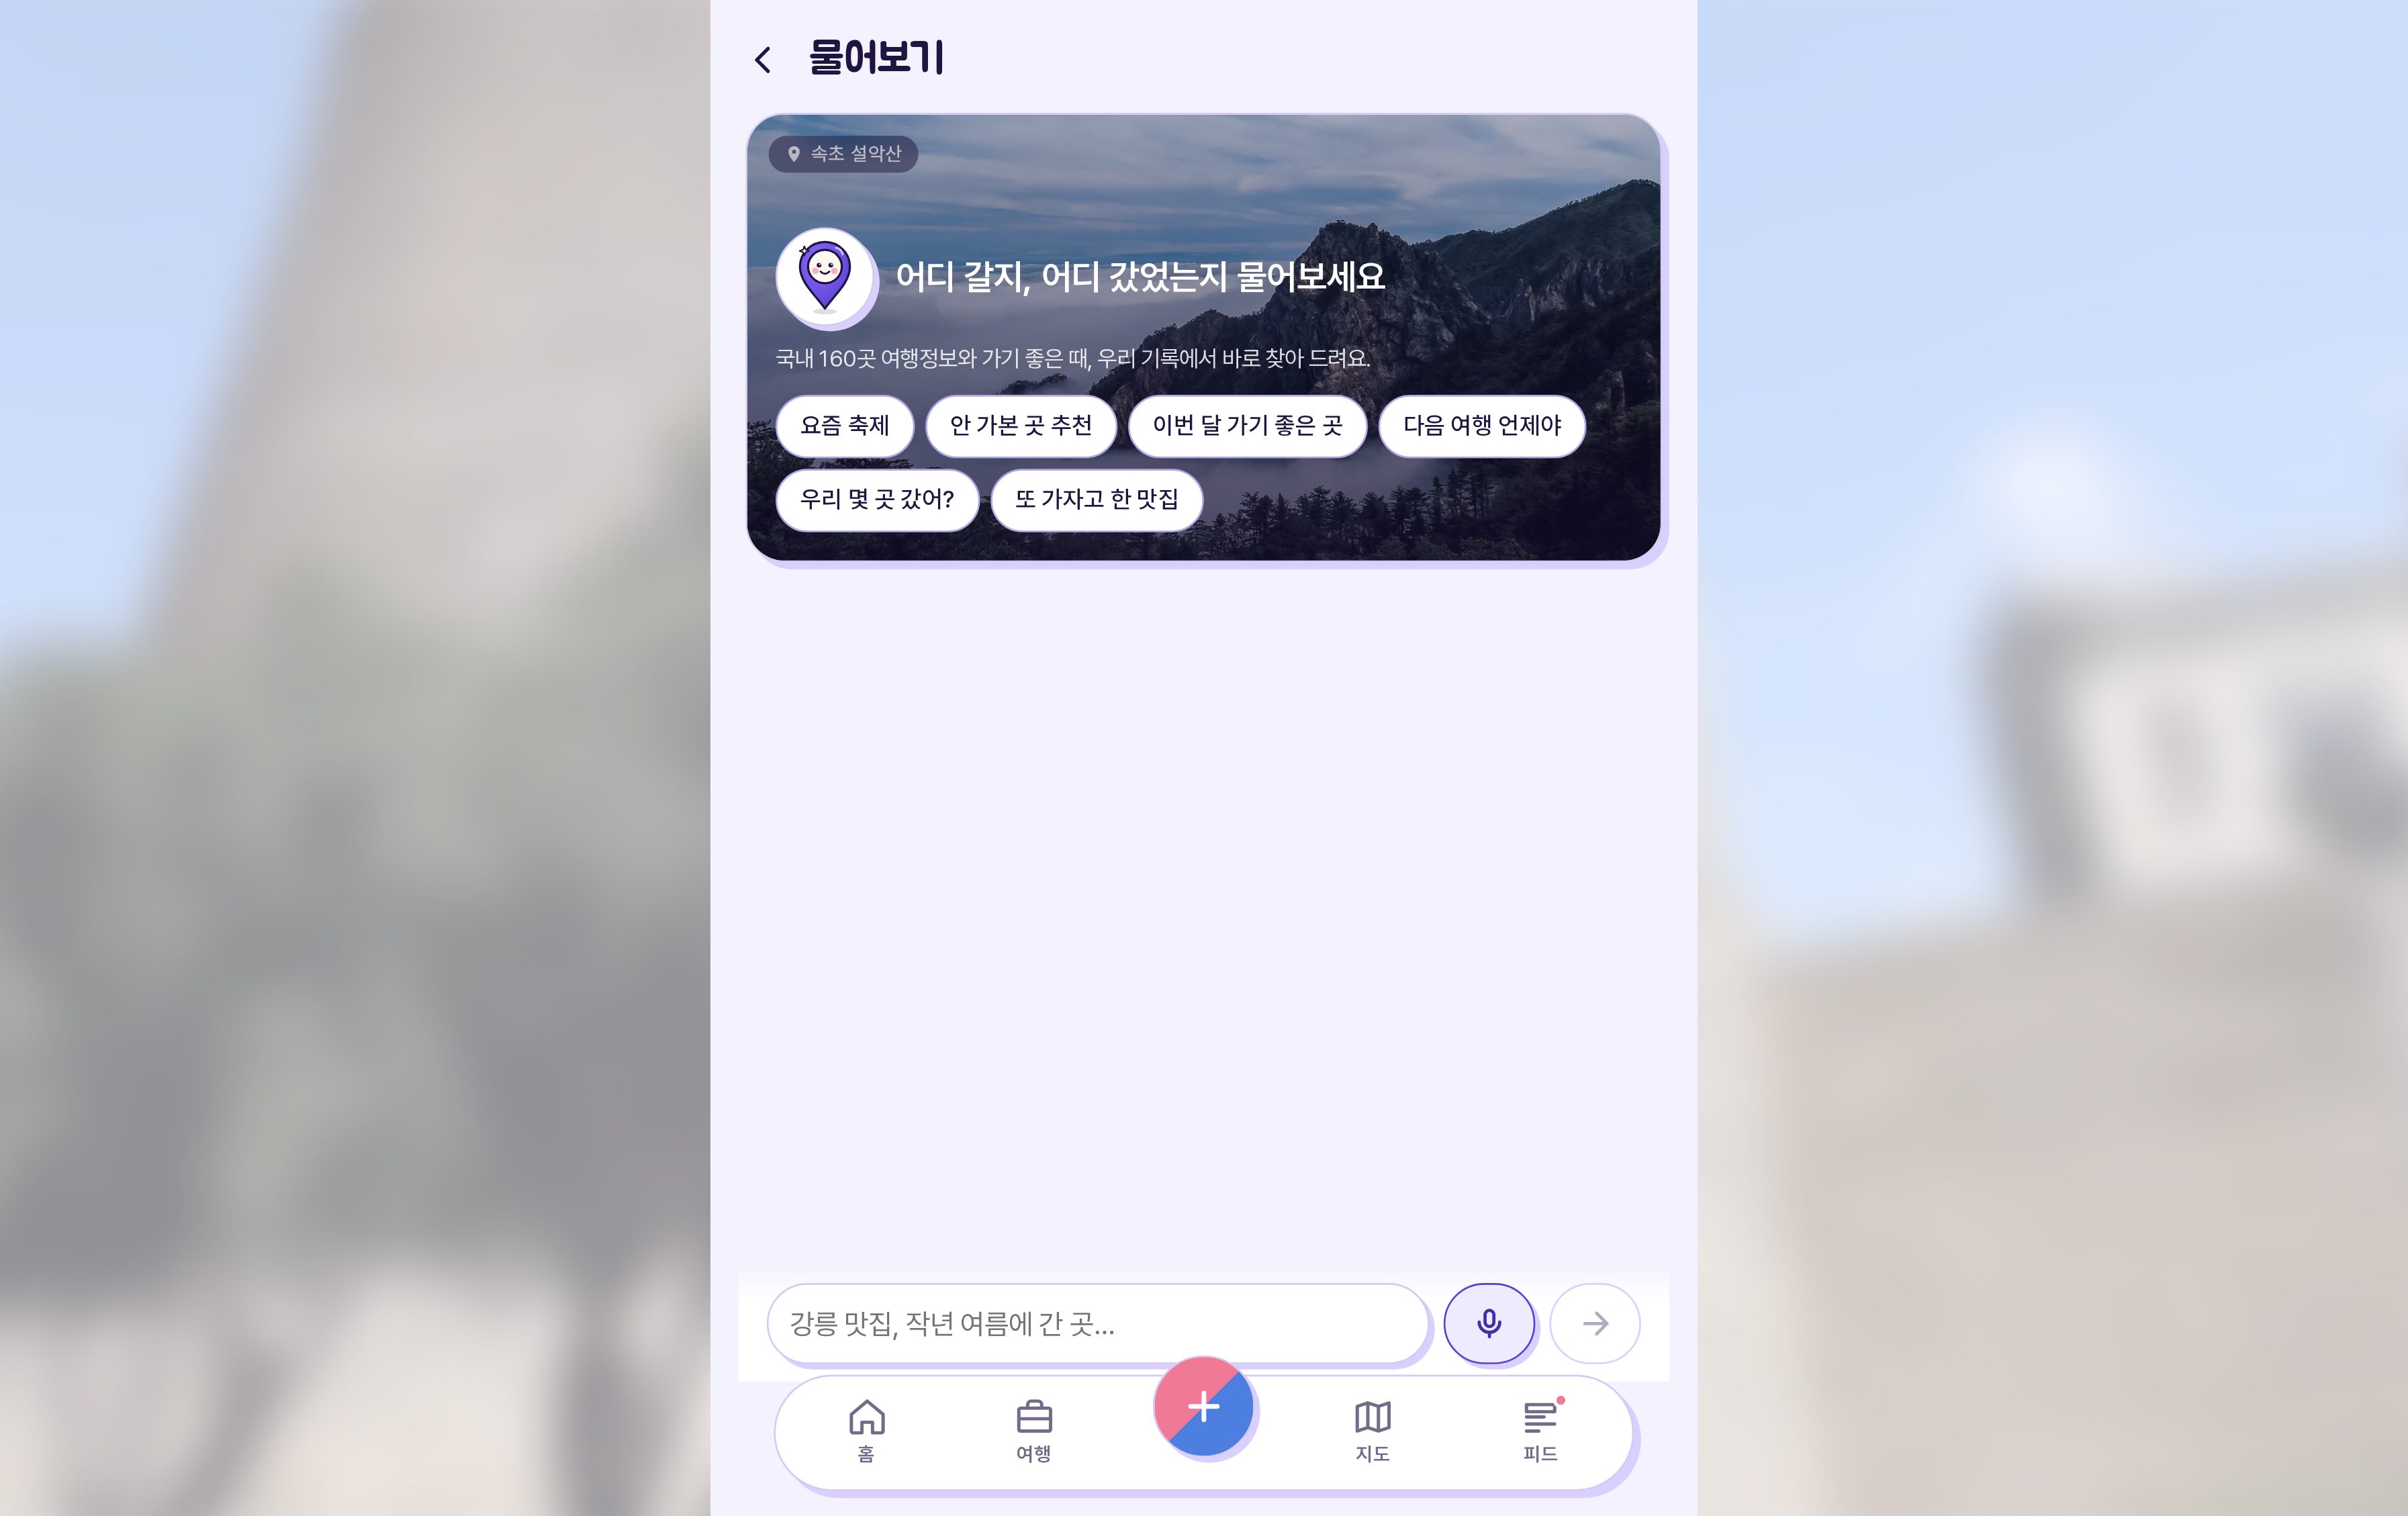 물어보기
속초 설악산
어디 갈지, 어디 갔었는지 물어보세요
국내 160곳 여행정보와 가기 좋은 때, 우리 기록에서 바로 찾아 드려요.
요즘 축제
안 가본 곳 추천
이번 달 가기 좋은 곳
다음 여행 언제야
우리 몇 곳 갔어?
또 가자고 한 맛집
강릉 맛집, 작년 여름에 간 곳...
홈
여행
지도
피드